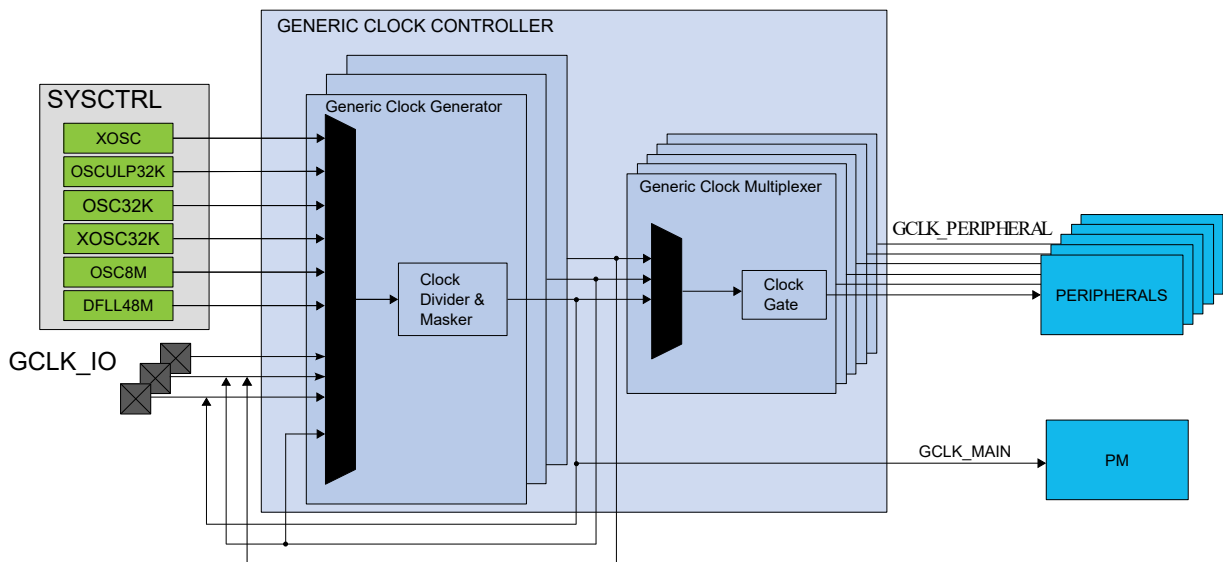 GENERIC CLOCK CONTROLLER
SYSCTRL
XOSC
OSCULP32K
OSC32K
XOSC32K
OSC8M
DFLL48M
GCLK_IO
Generic Clock Generator
Clock
Divider &
Masker
Generic Clock Multiplexer
Clock
Gate
GCLK_PERIPHERAL
PERIPHERALS
GCLK_MAIN
PM